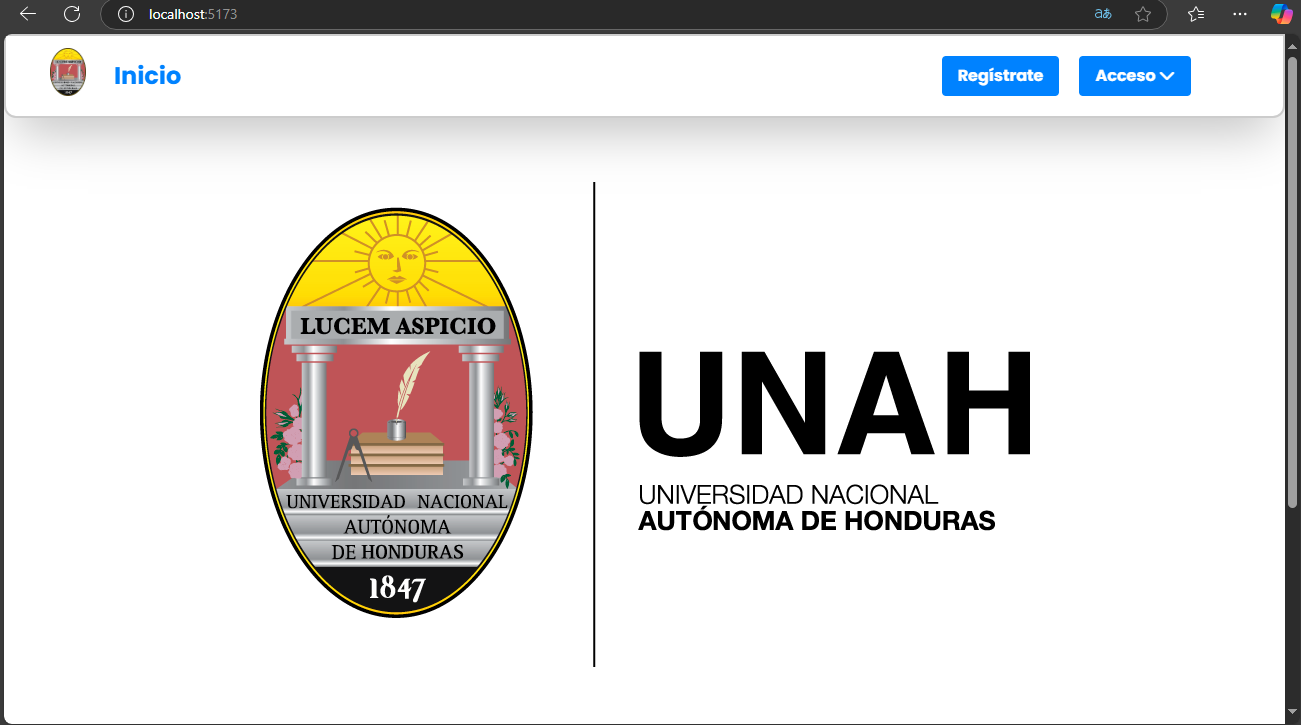 localhost:5173
Inicio
Regístrate
Acceso
LUCEM ASPICIO
UNIVERSIDAD NACIONAL
AUTÓNOMA
DE HONDURAS
1847
UNAH
UNIVERSIDAD NACIONAL
AUTÓNOMA DE HONDURAS